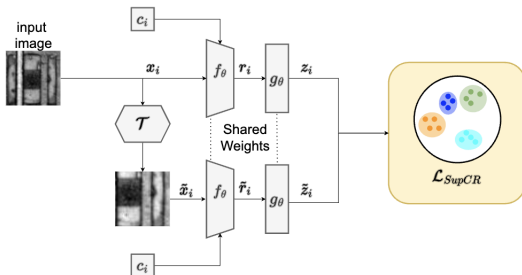 input
image
c_i
x_i
f_θ
r_i
g_θ
z_i
𝒯
Shared
Weights
x̃_i
f_θ
r̃_i
g_θ
z̃_i
c_i
ℒ_SupCR